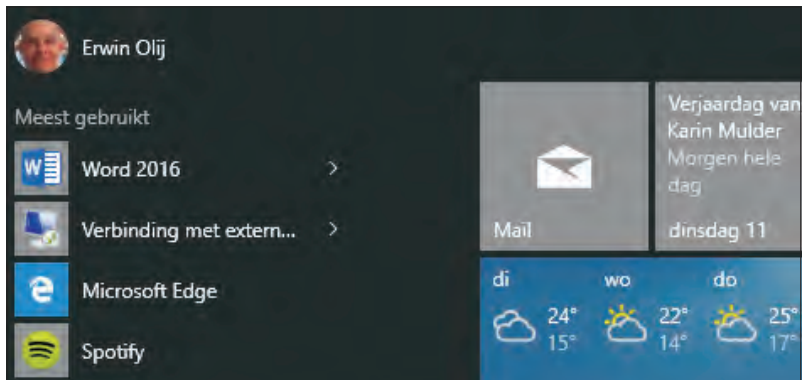 Erwin Olij
Meest gebruikt
Word 2016
Verbinding met extern...
Microsoft Edge
Spotify
Mail
Verjaardag van
Karin Mulder
Morgen hele
dag
dinsdag 11
di wo do
24° 22° 25°
15° 14° 17°